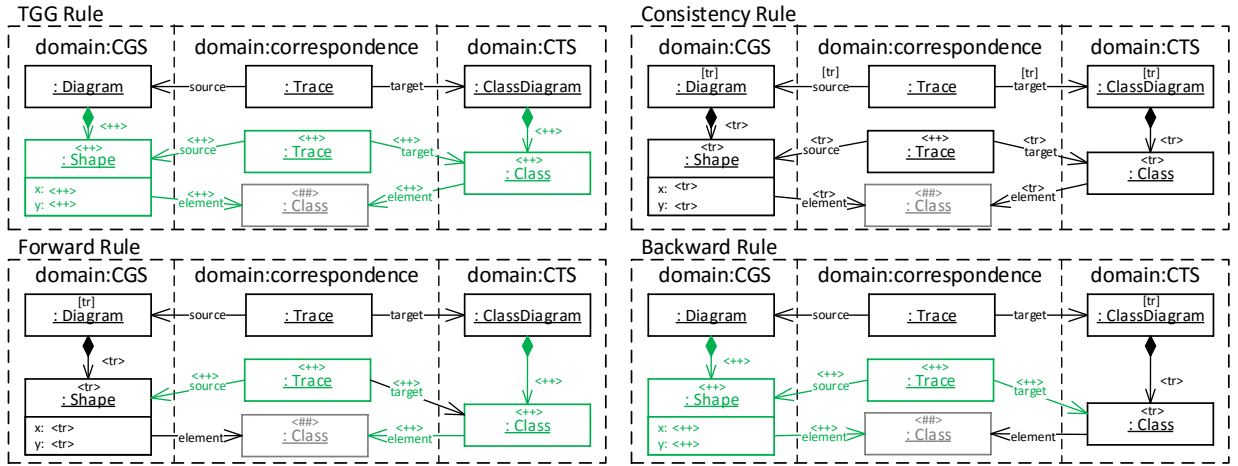 TGG Rule
domain:CGS
domain:correspondence
domain:CTS
: Diagram
source
: Trace
target
: ClassDiagram
<++>
<++>
<++>
: Shape
<++>
source
<++>
: Trace
<++>
target
<++>
: Class
x: <++>
y: <++>
<++>
element
<##>
: Class
<++>
element
Consistency Rule
domain:CGS
domain:correspondence
domain:CTS
[tr]
: Diagram
[tr]
source
: Trace
[tr]
target
[tr]
: ClassDiagram
<tr>
<tr>
<tr>
: Shape
<tr>
source
<++>
: Trace
<tr>
target
<tr>
: Class
x: <tr>
y: <tr>
<tr>
element
<##>
: Class
<tr>
element
Forward Rule
domain:CGS
domain:correspondence
domain:CTS
[tr]
: Diagram
source
: Trace
target
: ClassDiagram
<tr>
<++>
<tr>
: Shape
<++>
source
<++>
: Trace
<++>
target
<++>
: Class
x: <tr>
y: <tr>
element
<##>
: Class
<++>
element
Backward Rule
domain:CGS
domain:correspondence
domain:CTS
: Diagram
source
: Trace
target
[tr]
: ClassDiagram
<++>
<tr>
<++>
: Shape
<++>
source
<++>
: Trace
<++>
target
<tr>
: Class
x: <++>
y: <++>
<++>
element
<##>
: Class
element